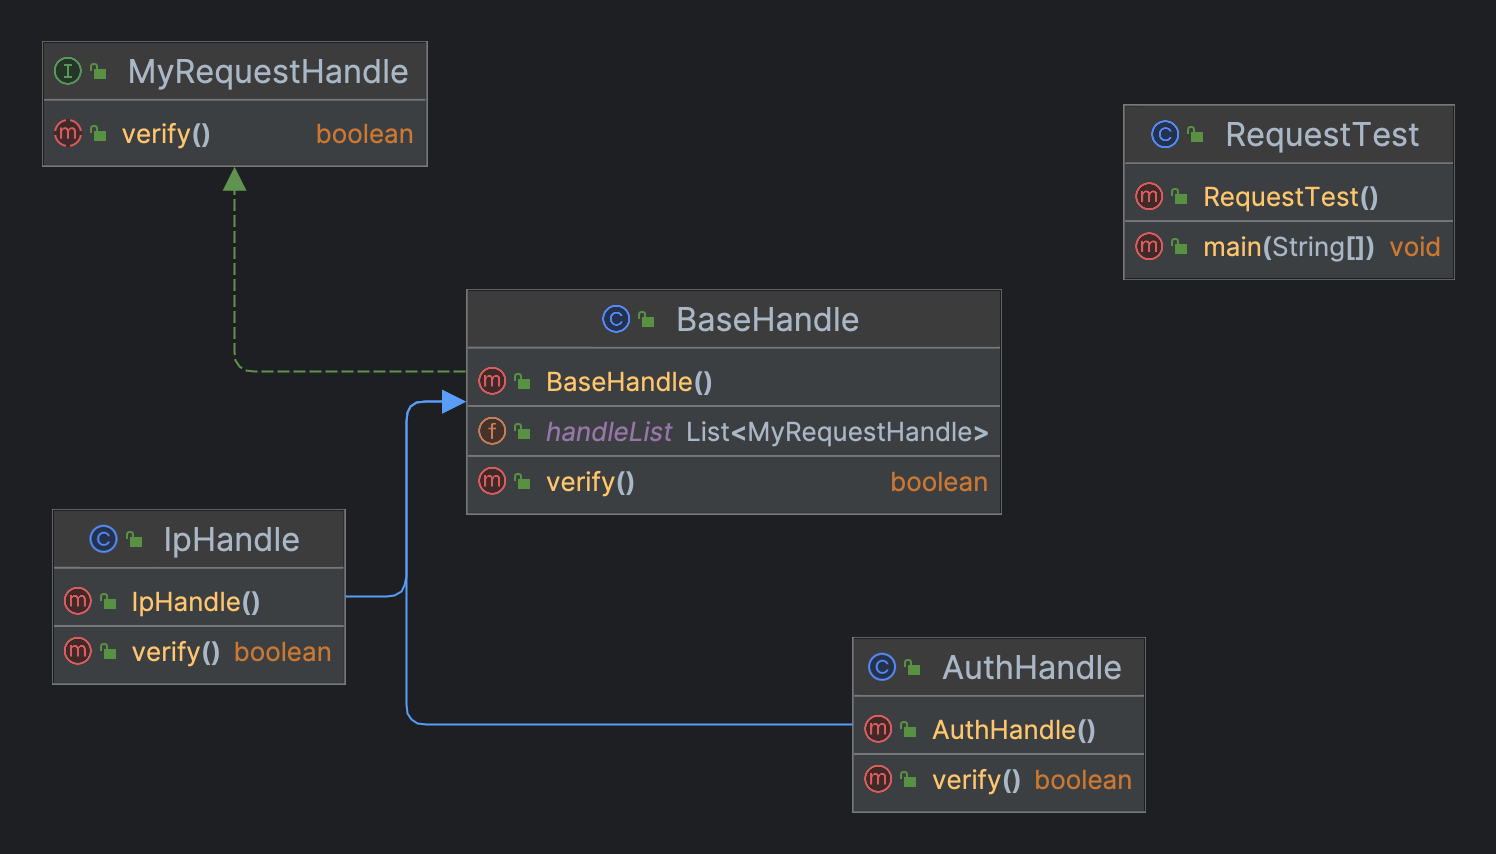 I MyRequestHandle
m verify() boolean
C RequestTest
m RequestTest()
m main(String[]) void
C BaseHandle
m BaseHandle()
f handleList List<MyRequestHandle>
m verify() boolean
C IpHandle
m IpHandle()
m verify() boolean
C AuthHandle
m AuthHandle()
m verify() boolean